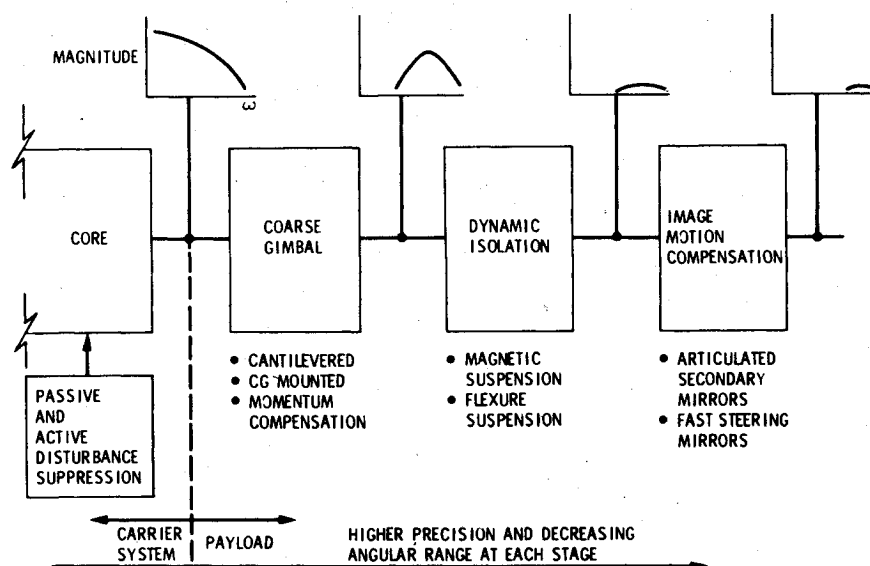 MAGNITUDE
ω
CORE
COARSE
GIMBAL
DYNAMIC
ISOLATION
IMAGE
MOTION
COMPENSATION
PASSIVE
AND
ACTIVE
DISTURBANCE
SUPPRESSION
• CANTILEVERED
• CG MOUNTED
• MOMENTUM
COMPENSATION
• MAGNETIC
SUSPENSION
• FLEXURE
SUSPENSION
• ARTICULATED
SECONDARY
MIRRORS
• FAST STEERING
MIRRORS
CARRIER
SYSTEM
PAYLOAD
HIGHER PRECISION AND DECREASING
ANGULAR RANGE AT EACH STAGE